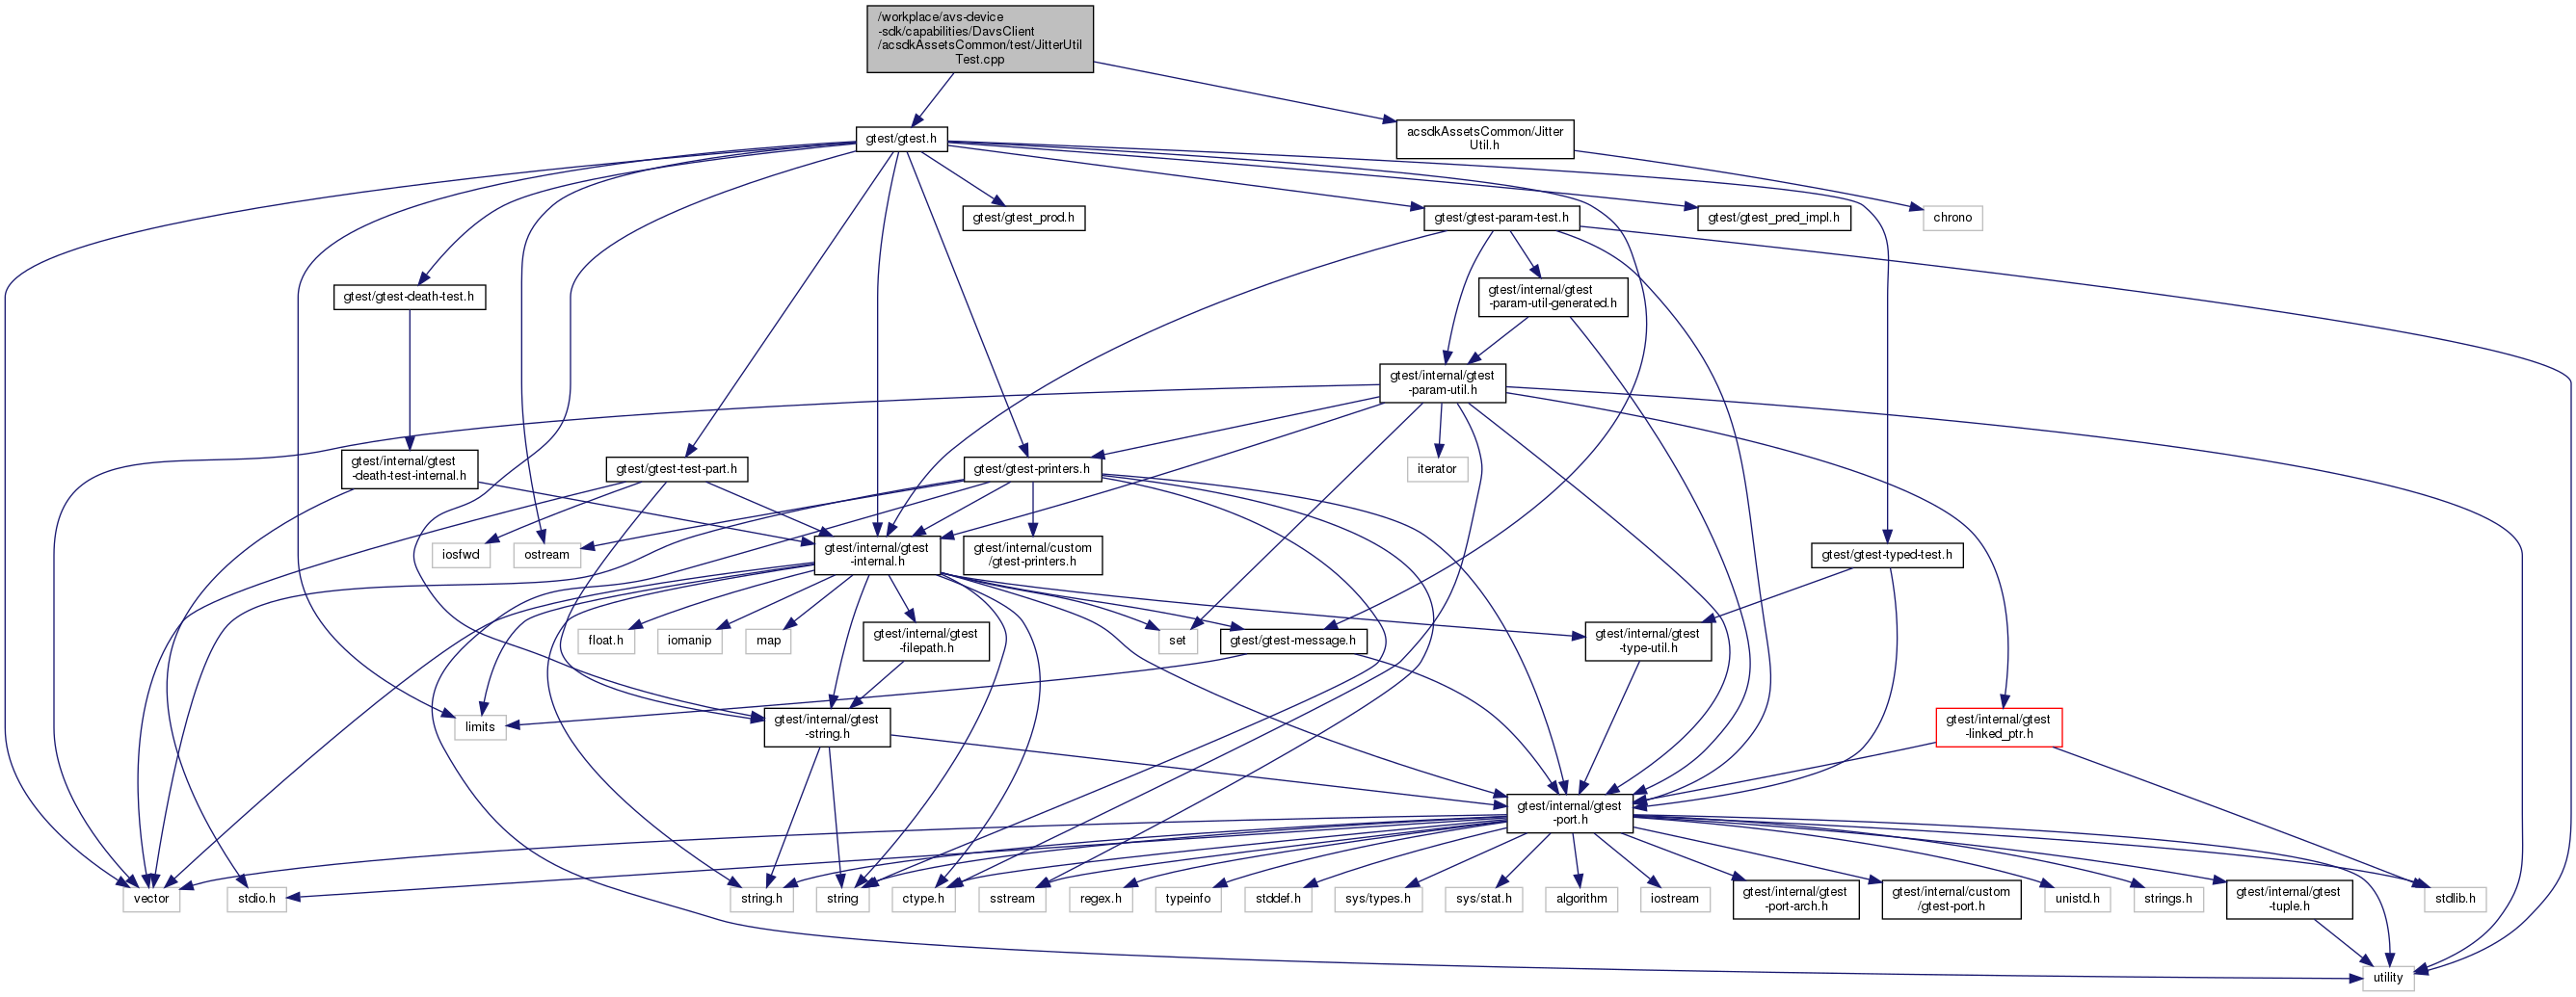 /workplace/avs-device
-sdk/capabilities/DavsClient
/acsdkAssetsCommon/test/JitterUtil
Test.cpp
gtest/gtest.h
acsdkAssetsCommon/Jitter
Util.h
gtest/gtest_prod.h
gtest/gtest-param-test.h
gtest/gtest_pred_impl.h
chrono
gtest/gtest-death-test.h
gtest/internal/gtest
-param-util-generated.h
gtest/internal/gtest
-param-util.h
gtest/internal/gtest
-death-test-internal.h
gtest/gtest-test-part.h
gtest/gtest-printers.h
iterator
iosfwd
ostream
gtest/internal/gtest
-internal.h
gtest/internal/custom
/gtest-printers.h
gtest/gtest-typed-test.h
float.h
iomanip
map
gtest/internal/gtest
-filepath.h
set
gtest/gtest-message.h
gtest/internal/gtest
-type-util.h
limits
gtest/internal/gtest
-string.h
gtest/internal/gtest
-linked_ptr.h
gtest/internal/gtest
-port.h
vector
stdio.h
string.h
string
ctype.h
sstream
regex.h
typeinfo
stddef.h
sys/types.h
sys/stat.h
algorithm
iostream
gtest/internal/gtest
-port-arch.h
gtest/internal/custom
/gtest-port.h
unistd.h
strings.h
gtest/internal/gtest
-tuple.h
stdlib.h
utility